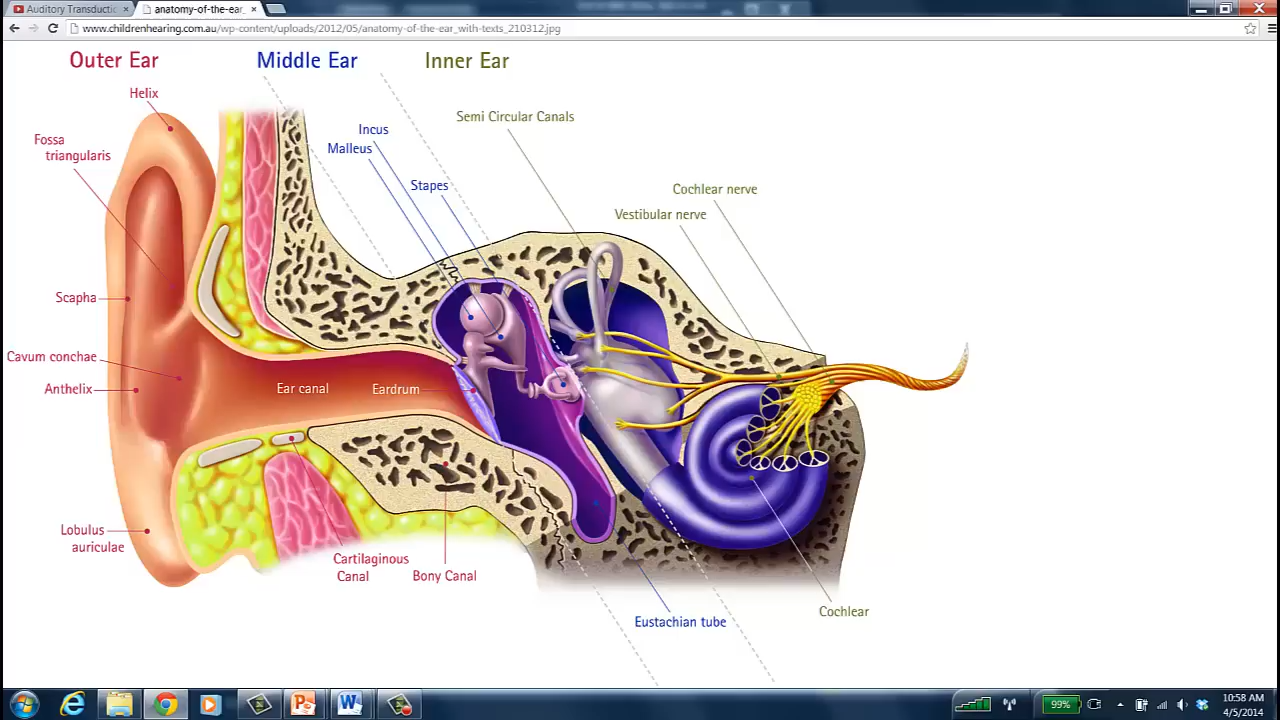 Auditory Transductic
anatomy-of-the-ear_
www.childrenhearing.com.au/wp-content/uploads/2012/05/anatomy-of-the-ear_with-texts_210312.jpg
Outer Ear
Middle Ear
Inner Ear
Helix
Semi Circular Canals
Incus
Fossa
triangularis
Malleus
Stapes
Cochlear nerve
Vestibular nerve
Scapha
Cavum conchae
Anthelix
Ear canal
Eardrum
Lobulus
auriculae
Cartilaginous
Canal
Bony Canal
Cochlear
Eustachian tube
99%
10:58 AM
4/5/2014